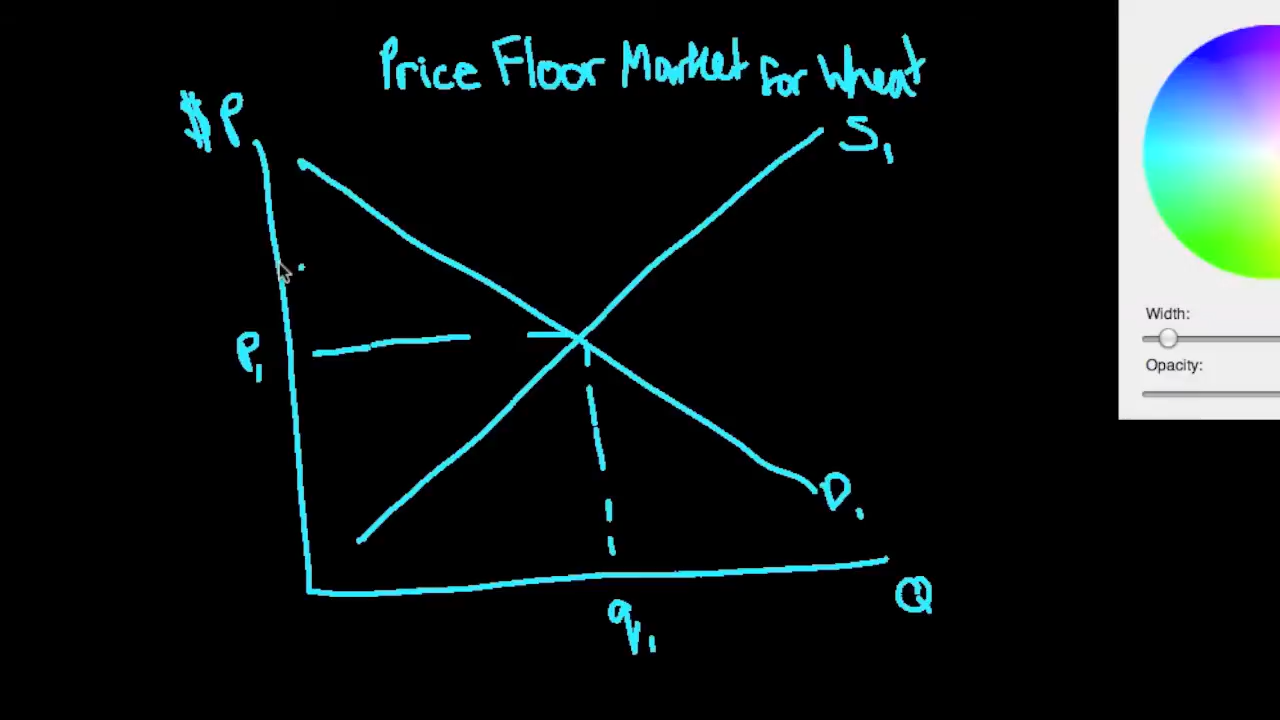 Price Floor Market for Wheat
$P
S1
P1
D1
Q
q1
Width:
Opacity: